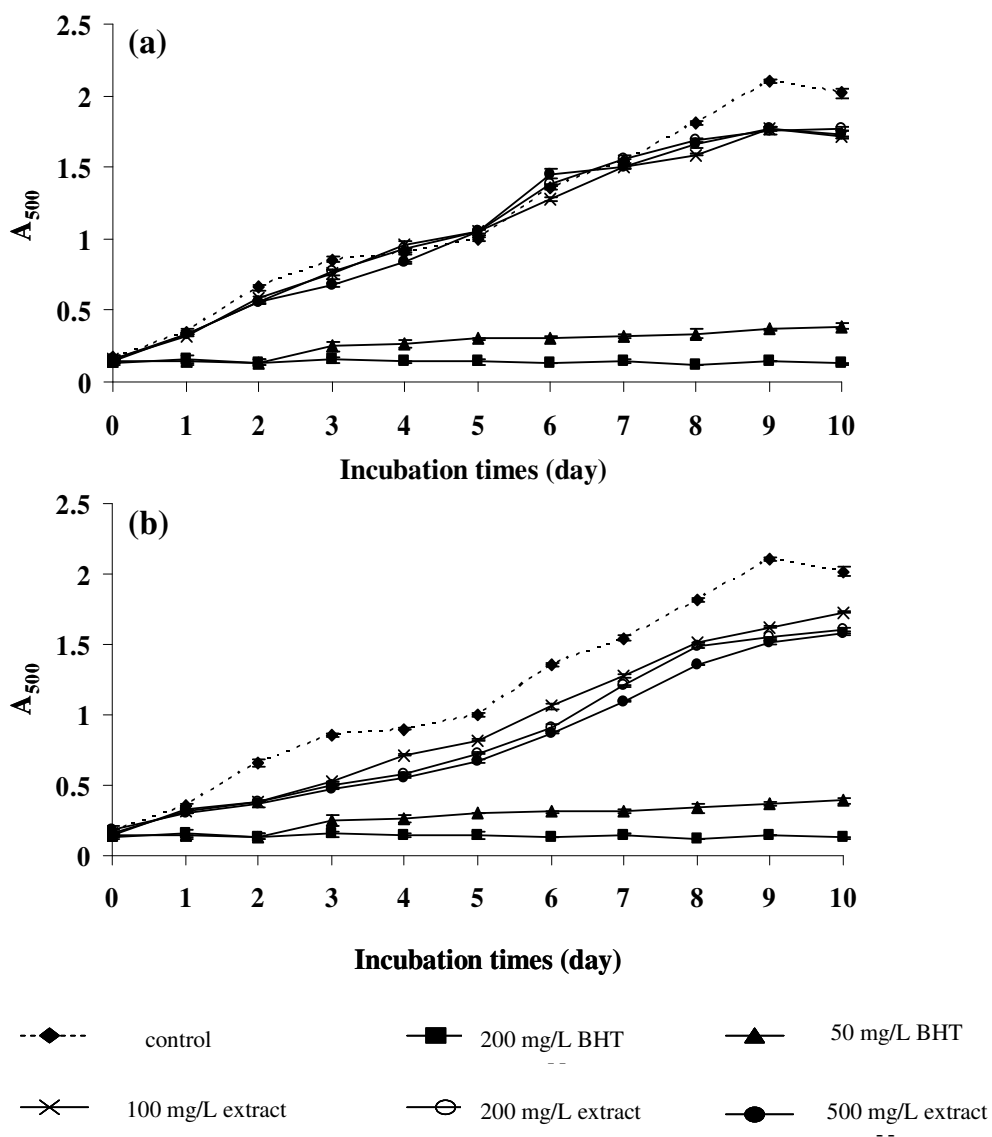 (a)
2.5
2
1.5
1
0.5
0
A500
0 1 2 3 4 5 6 7 8 9 10
Incubation times (day)
(b)
2.5
2
1.5
1
0.5
0
A500
0 1 2 3 4 5 6 7 8 9 10
Incubation times (day)
control 200 mg/L BHT 50 mg/L BHT
100 mg/L extract 200 mg/L extract 500 mg/L extract